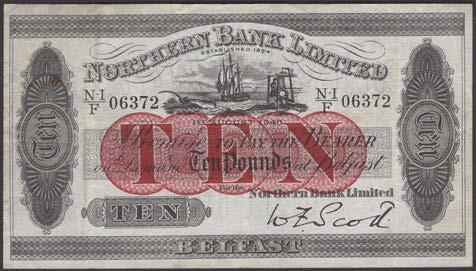 NORTHERN BANK LIMITED
ESTABLISHED 1824
N-I/F 06372
N-I/F 06372
1ST AUGUST 1940
TEN
Promise to pay the Bearer
on Demand Ten Pounds at Belfast
For the Northern Bank Limited
TEN
W F Scott
Ten
Ten
BELFAST